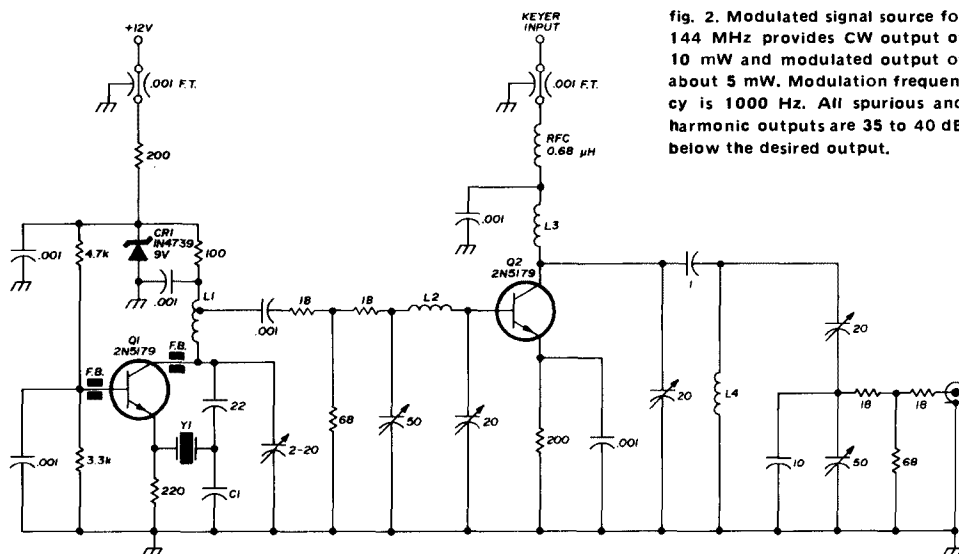 fig. 2. Modulated signal source fo
144 MHz provides CW output o
10 mW and modulated output o
about 5 mW. Modulation frequen
cy is 1000 Hz. All spurious and
harmonic outputs are 35 to 40 dB
below the desired output.
+12V
.001 F.T.
200
KEYER
INPUT
.001 F.T.
RFC
0.68 µH
.001
L3
.001
4.7k
CR1
1N4739
9V
100
.001
L1
Q1
2N5179
F.B.
F.B.
.001
18
18
L2
Q2
2N5179
1
20
22
Y1
2-20
68
50
20
20
L4
18
18
.001
3.3k
220
C1
200
.001
10
50
68